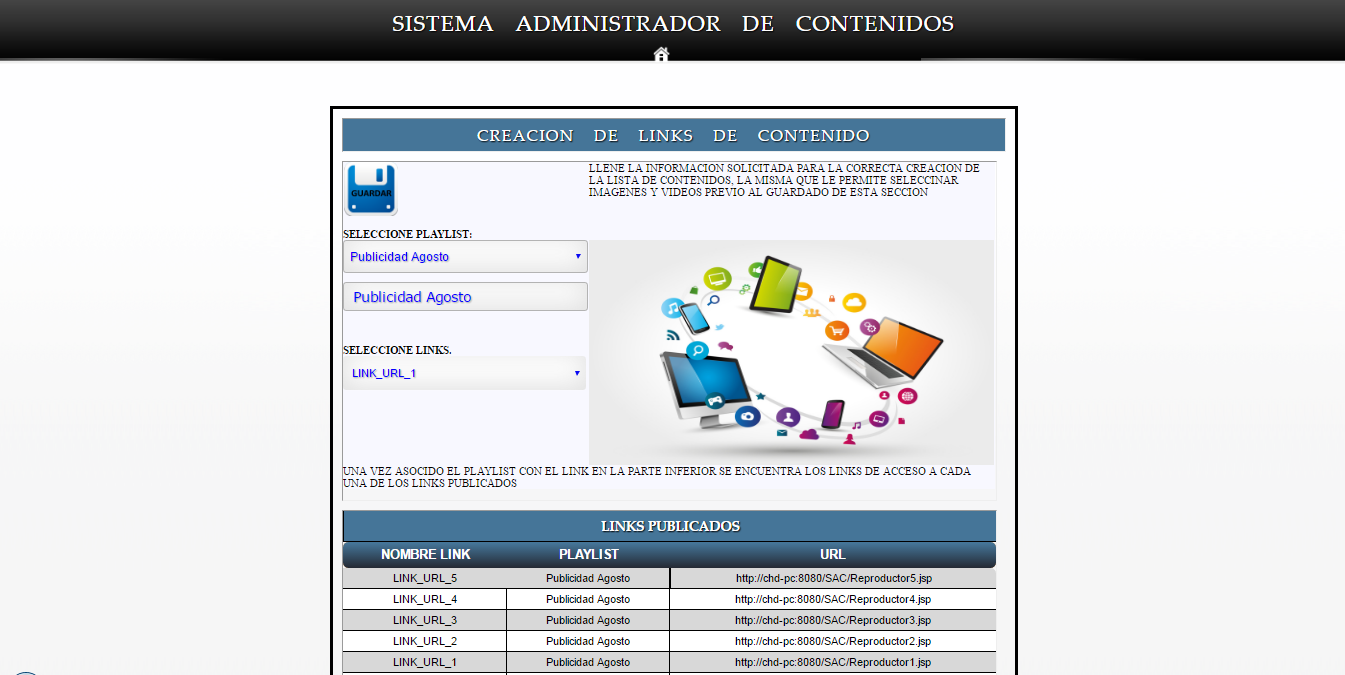 SISTEMA ADMINISTRADOR DE CONTENIDOS
CREACION DE LINKS DE CONTENIDO
GUARDAR
LLENE LA INFORMACION SOLICITADA PARA LA CORRECTA CREACION DE
LA LISTA DE CONTENIDOS, LA MISMA QUE LE PERMITE SELECCINAR
IMAGENES Y VIDEOS PREVIO AL GUARDADO DE ESTA SECCION
SELECCIONE PLAYLIST:
Publicidad Agosto
Publicidad Agosto
SELECCIONE LINKS.
LINK_URL_1
UNA VEZ ASOCIDO EL PLAYLIST CON EL LINK EN LA PARTE INFERIOR SE ENCUENTRA LOS LINKS DE ACCESO A CADA
UNA DE LOS LINKS PUBLICADOS
LINKS PUBLICADOS
NOMBRE LINK PLAYLIST URL
LINK_URL_5 Publicidad Agosto http://chd-pc:8080/SAC/Reproductor5.jsp
LINK_URL_4 Publicidad Agosto http://chd-pc:8080/SAC/Reproductor4.jsp
LINK_URL_3 Publicidad Agosto http://chd-pc:8080/SAC/Reproductor3.jsp
LINK_URL_2 Publicidad Agosto http://chd-pc:8080/SAC/Reproductor2.jsp
LINK_URL_1 Publicidad Agosto http://chd-pc:8080/SAC/Reproductor1.jsp